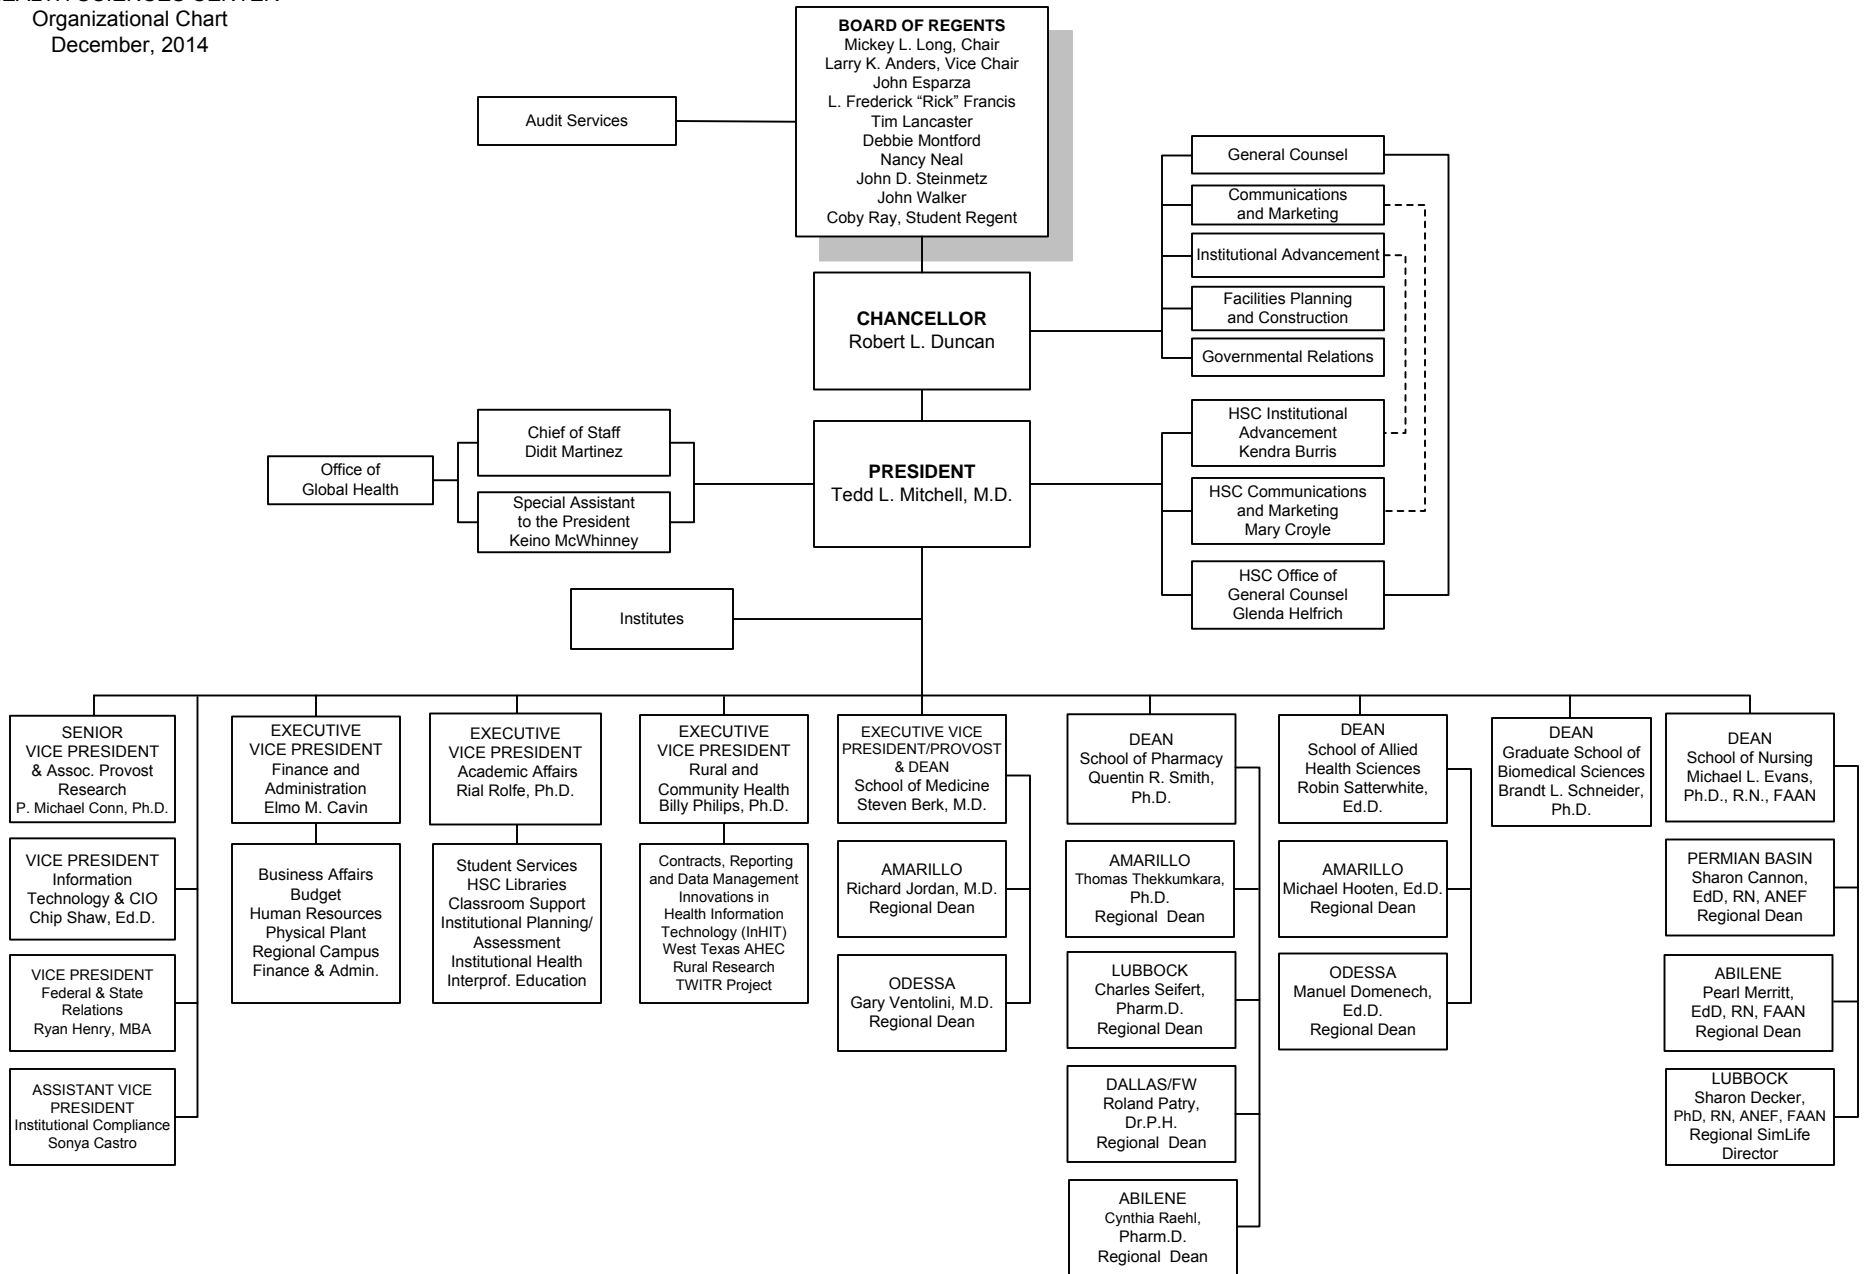 Organizational Chart
December, 2014
BOARD OF REGENTS
Mickey L. Long, Chair
Larry K. Anders, Vice Chair
John Esparza
L. Frederick “Rick” Francis
Tim Lancaster
Debbie Montford
Nancy Neal
John D. Steinmetz
John Walker
Coby Ray, Student Regent
Audit Services
General Counsel
Communications
and Marketing
Institutional Advancement
Facilities Planning
and Construction
Governmental Relations
CHANCELLOR
Robert L. Duncan
PRESIDENT
Tedd L. Mitchell, M.D.
Chief of Staff
Didit Martinez
Office of
Global Health
Special Assistant
to the President
Keino McWhinney
HSC Institutional
Advancement
Kendra Burris
HSC Communications
and Marketing
Mary Croyle
HSC Office of
General Counsel
Glenda Helfrich
Institutes
SENIOR
VICE PRESIDENT
& Assoc. Provost
Research
P. Michael Conn, Ph.D.
VICE PRESIDENT
Information
Technology & CIO
Chip Shaw, Ed.D.
VICE PRESIDENT
Federal & State
Relations
Ryan Henry, MBA
ASSISTANT VICE
PRESIDENT
Institutional Compliance
Sonya Castro
EXECUTIVE
VICE PRESIDENT
Finance and
Administration
Elmo M. Cavin
Business Affairs
Budget
Human Resources
Physical Plant
Regional Campus
Finance & Admin.
EXECUTIVE
VICE PRESIDENT
Academic Affairs
Rial Rolfe, Ph.D.
Student Services
HSC Libraries
Classroom Support
Institutional Planning/
Assessment
Institutional Health
Interprof. Education
EXECUTIVE
VICE PRESIDENT
Rural and
Community Health
Billy Philips, Ph.D.
Contracts, Reporting
and Data Management
Innovations in
Health Information
Technology (InHIT)
West Texas AHEC
Rural Research
TWITR Project
EXECUTIVE VICE
PRESIDENT/PROVOST
& DEAN
School of Medicine
Steven Berk, M.D.
AMARILLO
Richard Jordan, M.D.
Regional Dean
ODESSA
Gary Ventolini, M.D.
Regional Dean
DEAN
School of Pharmacy
Quentin R. Smith,
Ph.D.
AMARILLO
Thomas Thekkumkara,
Ph.D.
Regional Dean
LUBBOCK
Charles Seifert,
Pharm.D.
Regional Dean
DALLAS/FW
Roland Patry,
Dr.P.H.
Regional Dean
ABILENE
Cynthia Raehl,
Pharm.D.
Regional Dean
DEAN
School of Allied
Health Sciences
Robin Satterwhite,
Ed.D.
AMARILLO
Michael Hooten, Ed.D.
Regional Dean
ODESSA
Manuel Domenech,
Ed.D.
Regional Dean
DEAN
Graduate School of
Biomedical Sciences
Brandt L. Schneider,
Ph.D.
DEAN
School of Nursing
Michael L. Evans,
Ph.D., R.N., FAAN
PERMIAN BASIN
Sharon Cannon,
EdD, RN, ANEF
Regional Dean
ABILENE
Pearl Merritt,
EdD, RN, FAAN
Regional Dean
LUBBOCK
Sharon Decker,
PhD, RN, ANEF, FAAN
Regional SimLife
Director